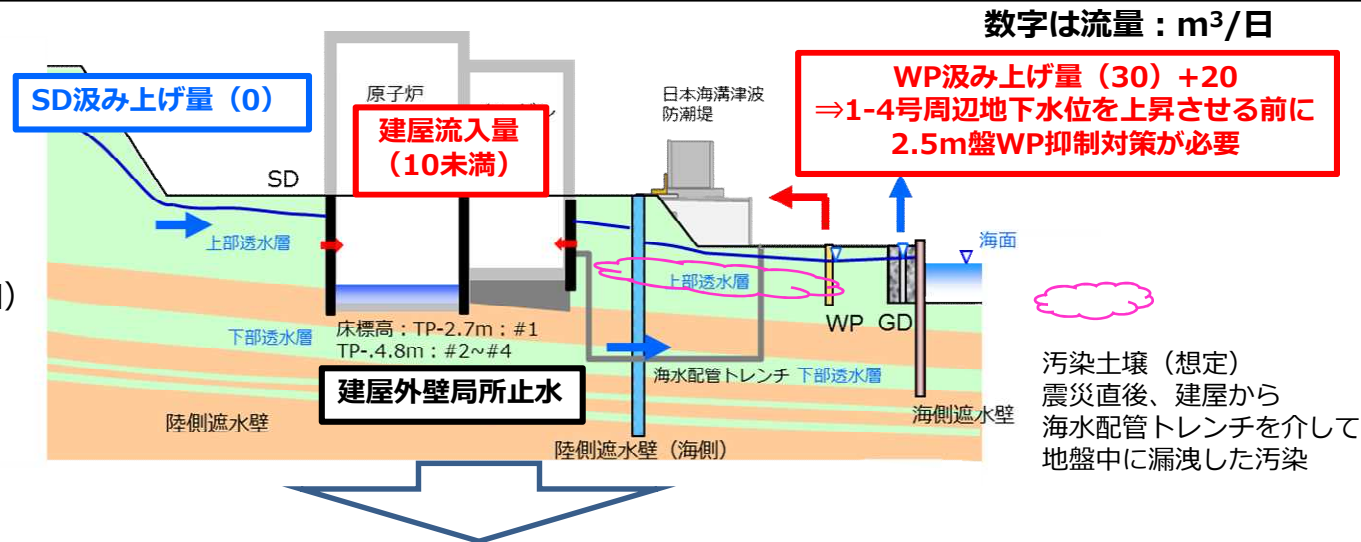 数字は流量：m³/日
SD汲み上げ量（0）
原子炉
建屋流入量
（10未満）
日本海溝津波
防潮堤
WP汲み上げ量（30）+20
⇒1-4号周辺地下水位を上昇させる前に
2.5m盤WP抑制対策が必要
SD
上部透水層
海面
上部透水層
WP GD
下部透水層
床標高：TP-2.7m：#1
TP-.4.8m：#2~#4
海水配管トレンチ 下部透水層
建屋外壁局所止水
陸側遮水壁
海側遮水壁
陸側遮水壁（海側）
汚染土壌（想定）
震災直後、建屋から
海水配管トレンチを介して
地盤中に漏洩した汚染